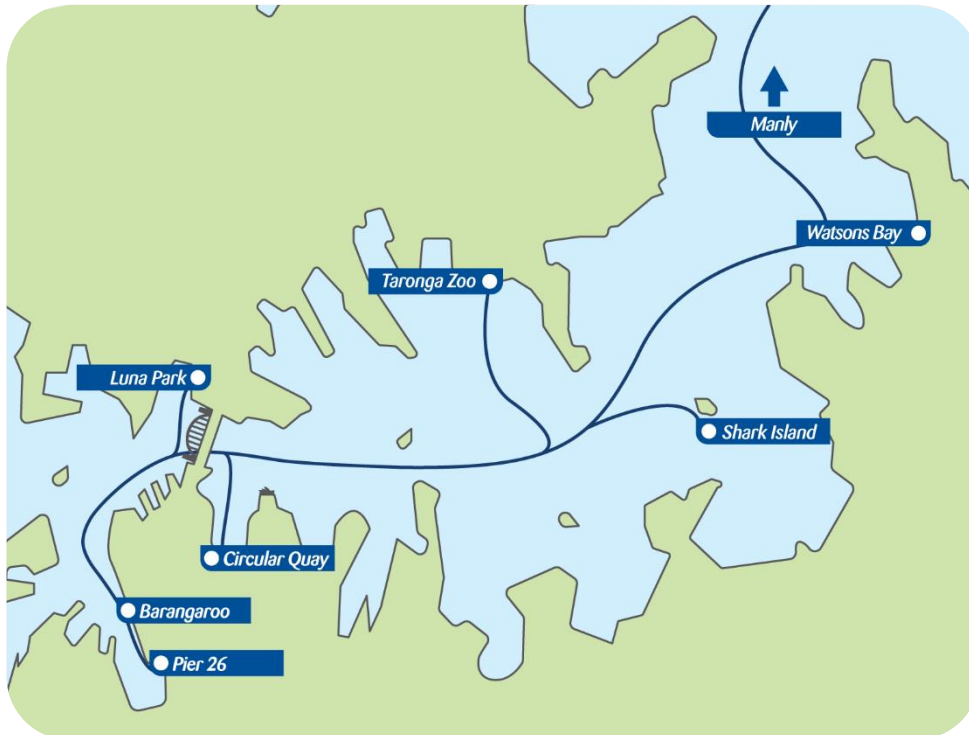 Manly
Watsons Bay
Taronga Zoo
Luna Park
Shark Island
Circular Quay
Barangaroo
Pier 26